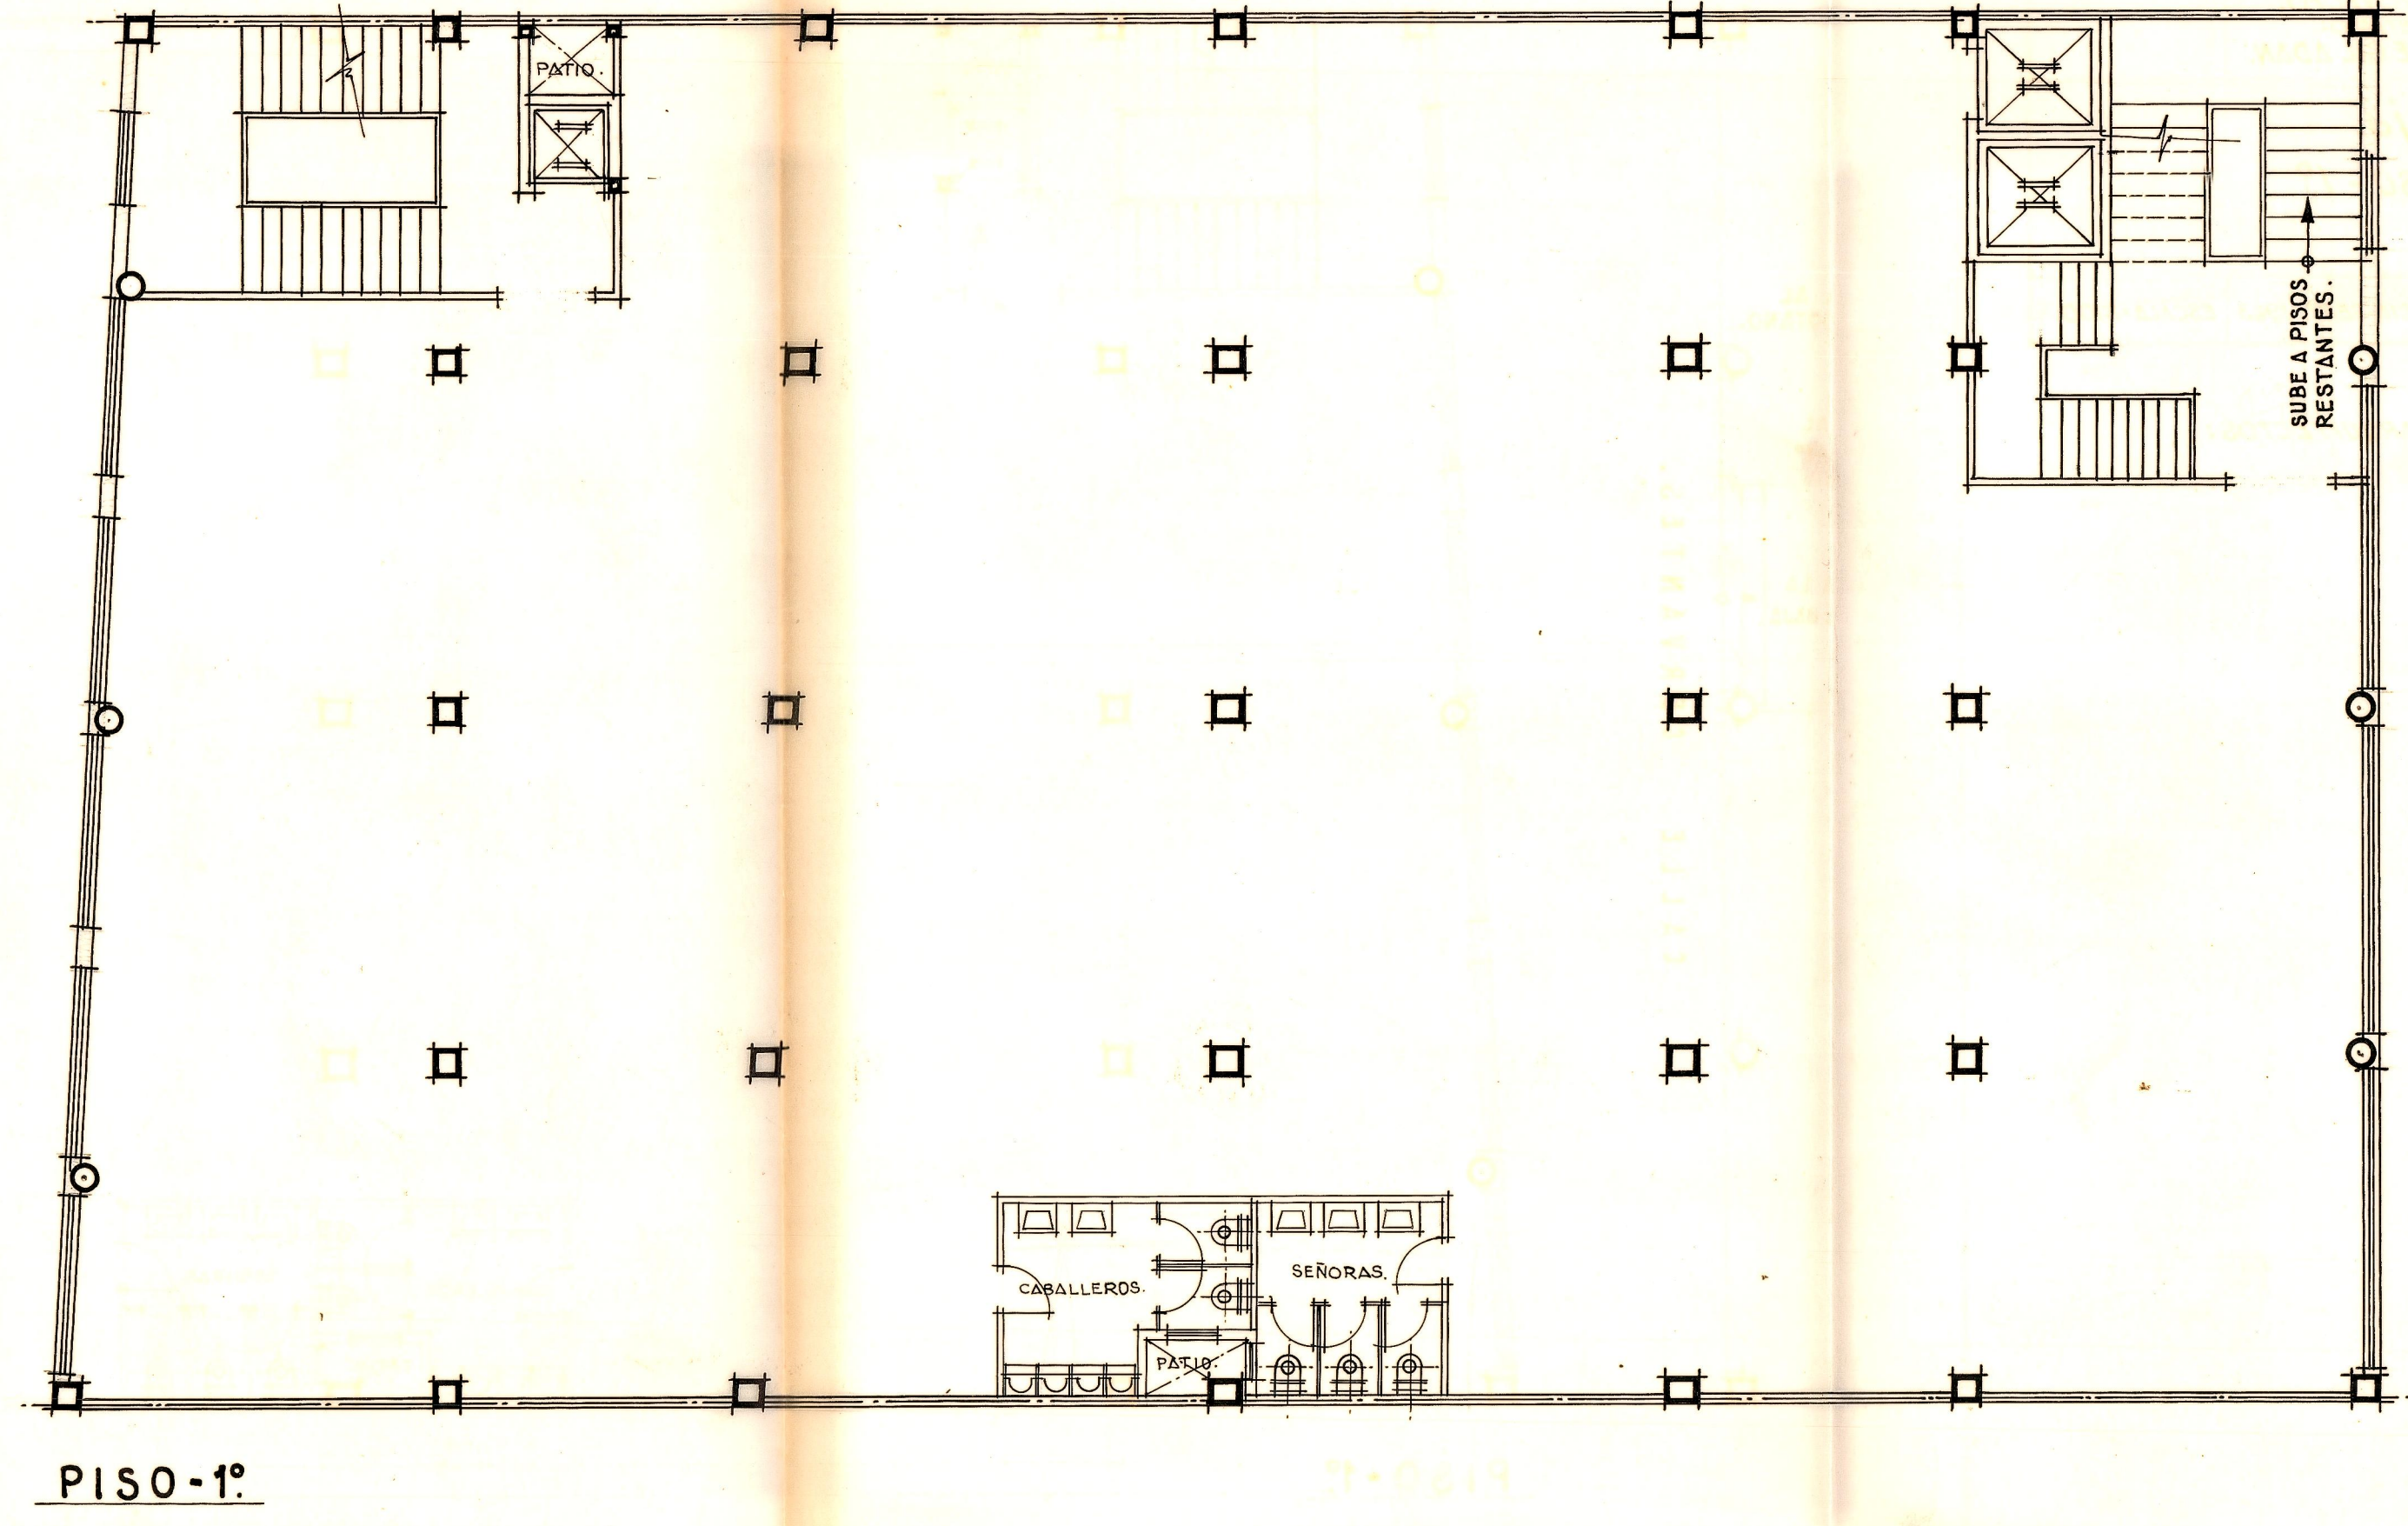 PATIO.
SUBE A PISOS
RESTANTES.
CABALLEROS.
SEÑORAS.
PATIO.
PISO-1º.